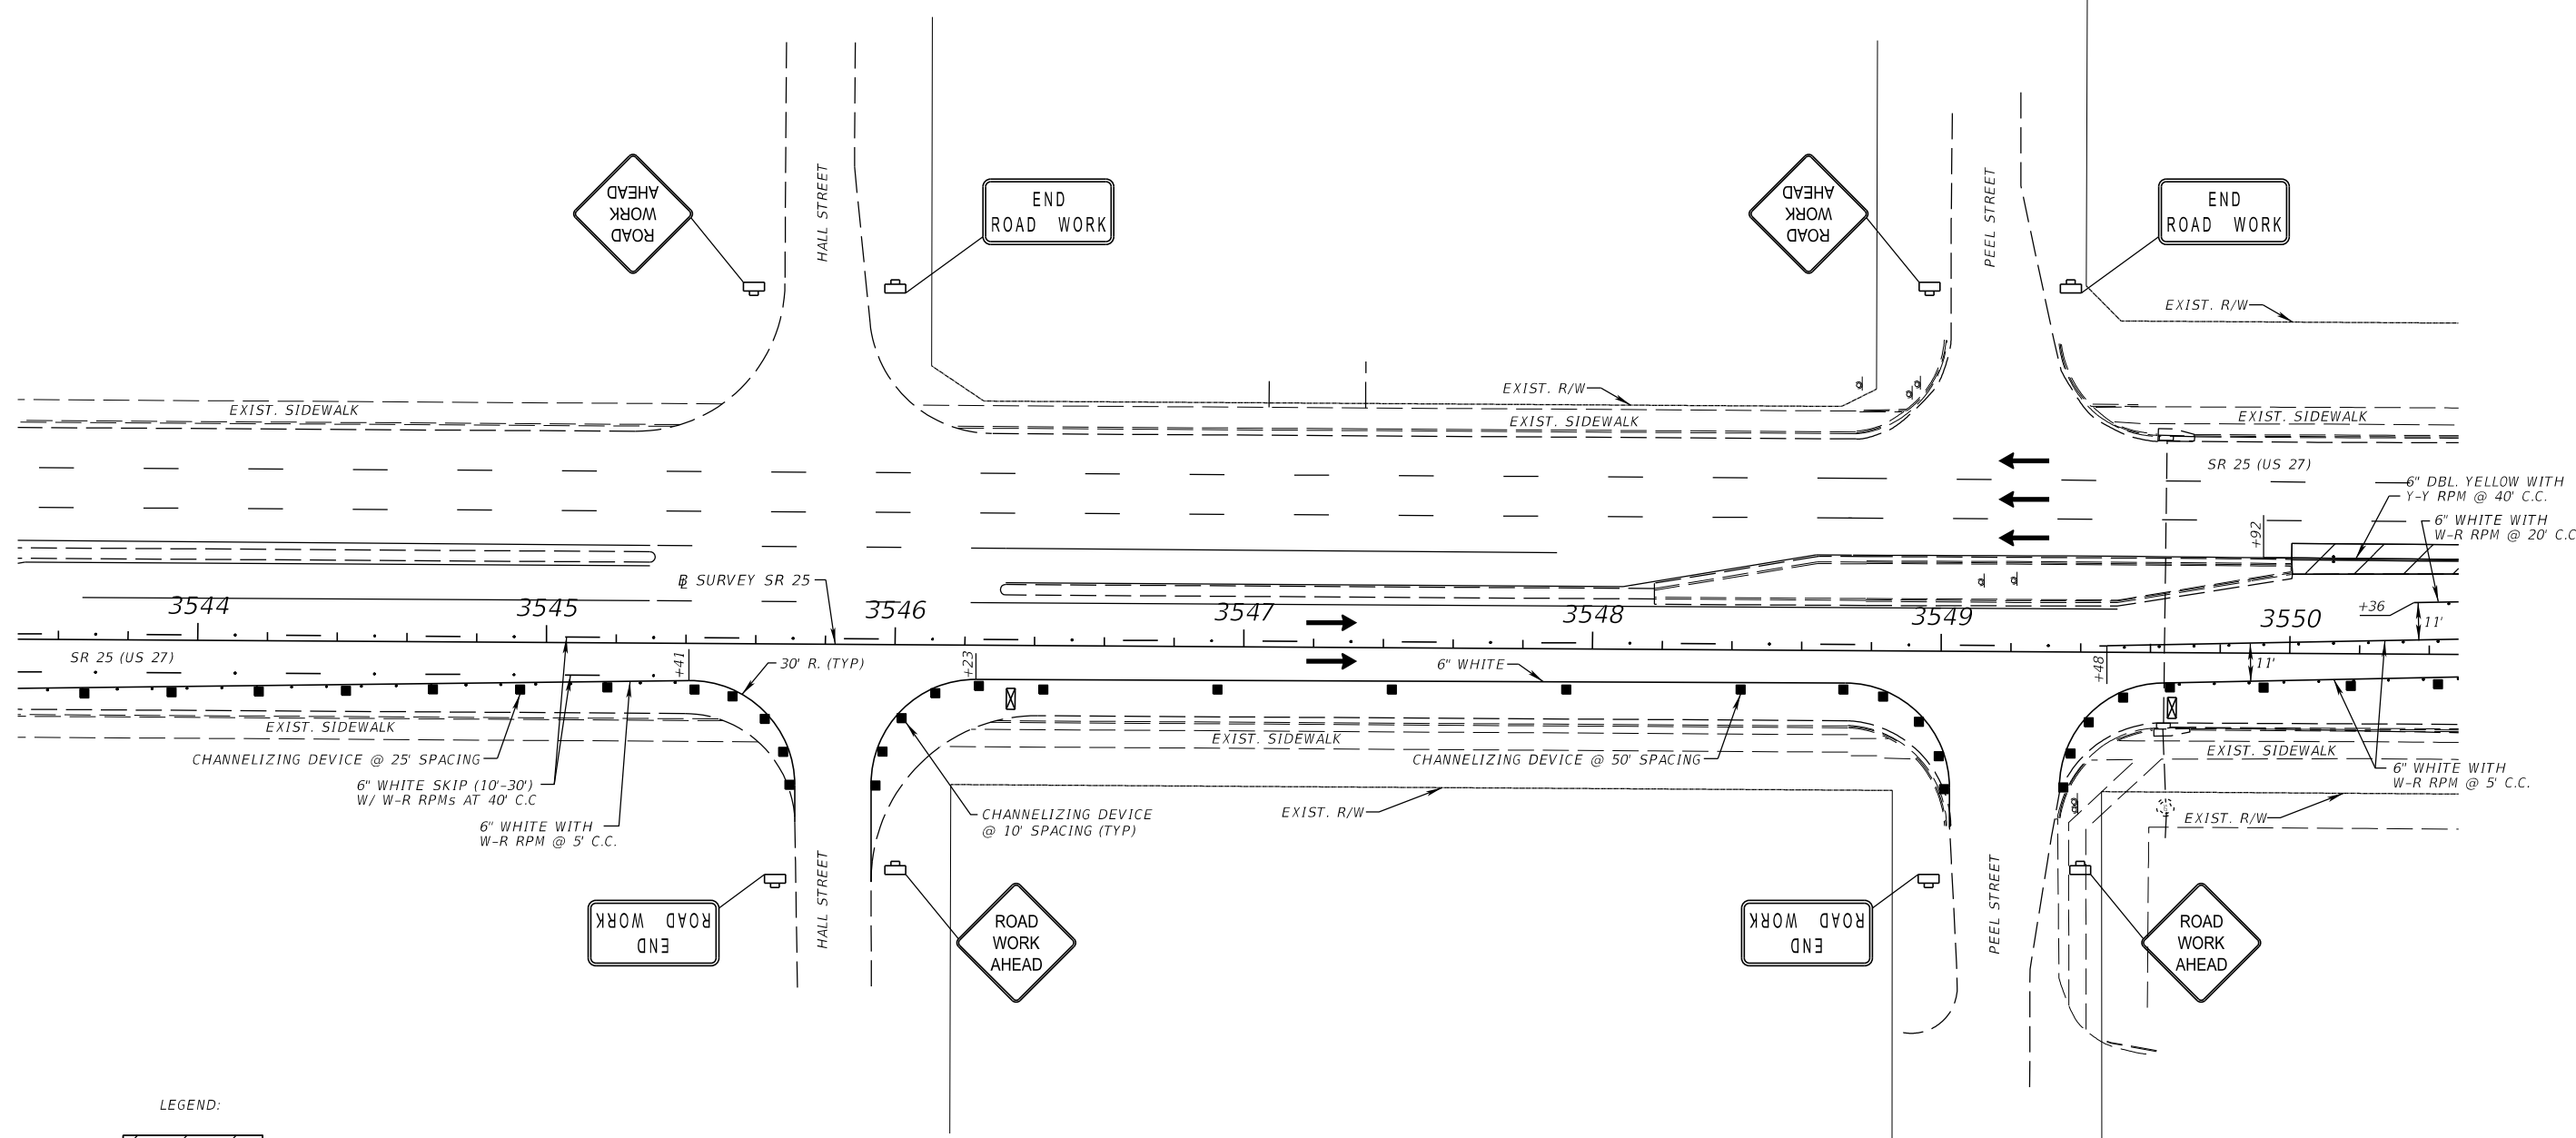 HALL STREET
PEEL STREET
ROAD
WORK
AHEAD
END
ROAD WORK
ROAD
WORK
AHEAD
END
ROAD WORK
EXIST. R/W
EXIST. R/W
EXIST. SIDEWALK
EXIST. SIDEWALK
EXIST. SIDEWALK
SR 25 (US 27)
6" DBL. YELLOW WITH
Y-Y RPM @ 40' C.C.
6" WHITE WITH
W-R RPM @ 20' C.C
+92
B SURVEY SR 25
3544
3545
3546
3547
3548
3549
3550
+36
11'
11'
SR 25 (US 27)
+41
30' R. (TYP)
+23
6" WHITE
+48
EXIST. SIDEWALK
EXIST. SIDEWALK
EXIST. SIDEWALK
CHANNELIZING DEVICE @ 25' SPACING
CHANNELIZING DEVICE @ 50' SPACING
6" WHITE SKIP (10'-30')
W/ W-R RPMs AT 40' C.C
6" WHITE WITH
W-R RPM @ 5' C.C.
CHANNELIZING DEVICE
@ 10' SPACING (TYP)
EXIST. R/W
6" WHITE WITH
W-R RPM @ 5' C.C.
EXIST. R/W
HALL STREET
PEEL STREET
END
ROAD WORK
ROAD
WORK
AHEAD
END
ROAD WORK
ROAD
WORK
AHEAD
LEGEND: